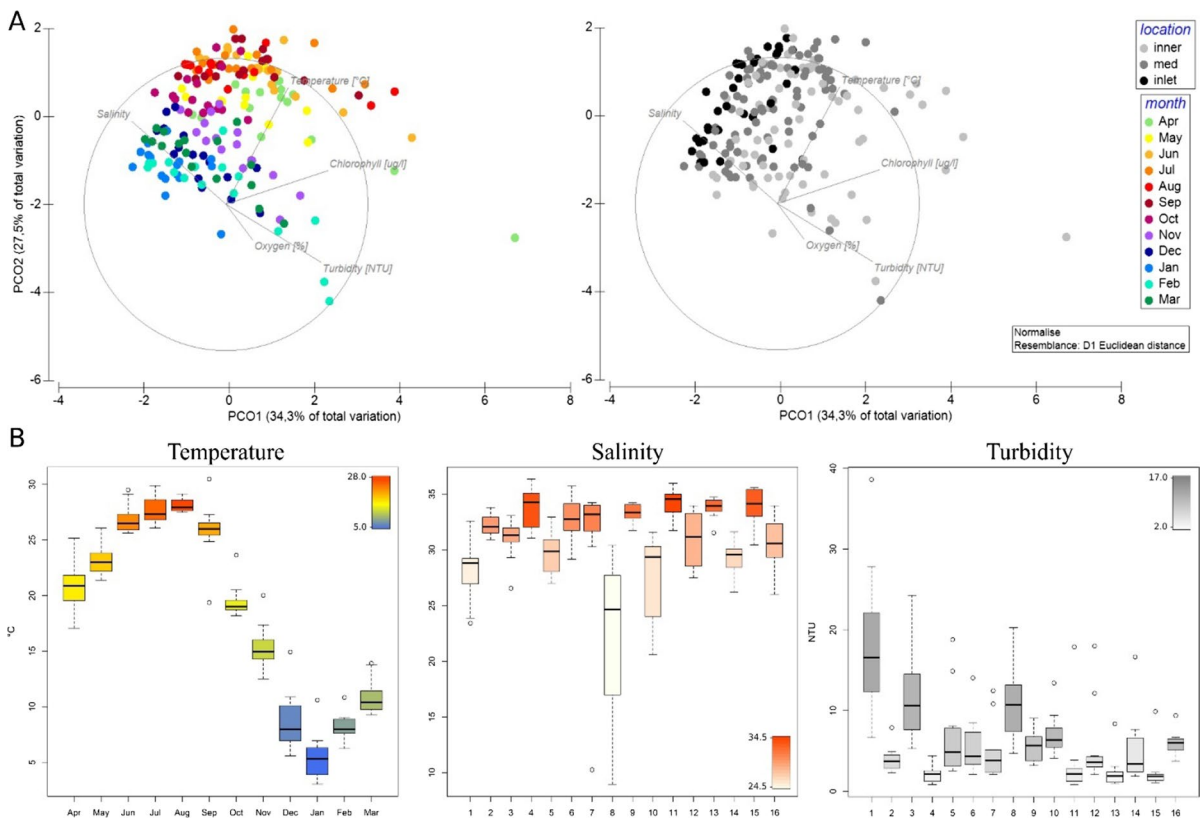 A
2
0
-2
-4
-6
PCO2 (27,5% of total variation)
Temperature [°C]
Salinity
Chlorophyll [ug/l]
Oxygen [%]
Turbidity [NTU]
-4
-2
0
2
4
6
8
PCO1 (34,3% of total variation)
2
0
-2
-4
-6
Temperature [°C]
Salinity
Chlorophyll [ug/l]
Oxygen [%]
Turbidity [NTU]
-4
-2
0
2
4
6
8
PCO1 (34,3% of total variation)
location
inner
med
inlet
month
Apr
May
Jun
Jul
Aug
Sep
Oct
Nov
Dec
Jan
Feb
Mar
Normalise
Resemblance: D1 Euclidean distance
B
Temperature
28.0
5.0
30
25
20
15
10
5
°C
Apr May Jun Jul Aug Sep Oct Nov Dec Jan Feb Mar
Salinity
35
30
25
20
15
10
34.5
24.5
1 2 3 4 5 6 7 8 9 10 11 12 13 14 15 16
Turbidity
17.0
2.0
40
30
20
10
0
NTU
1 2 3 4 5 6 7 8 9 10 11 12 13 14 15 16